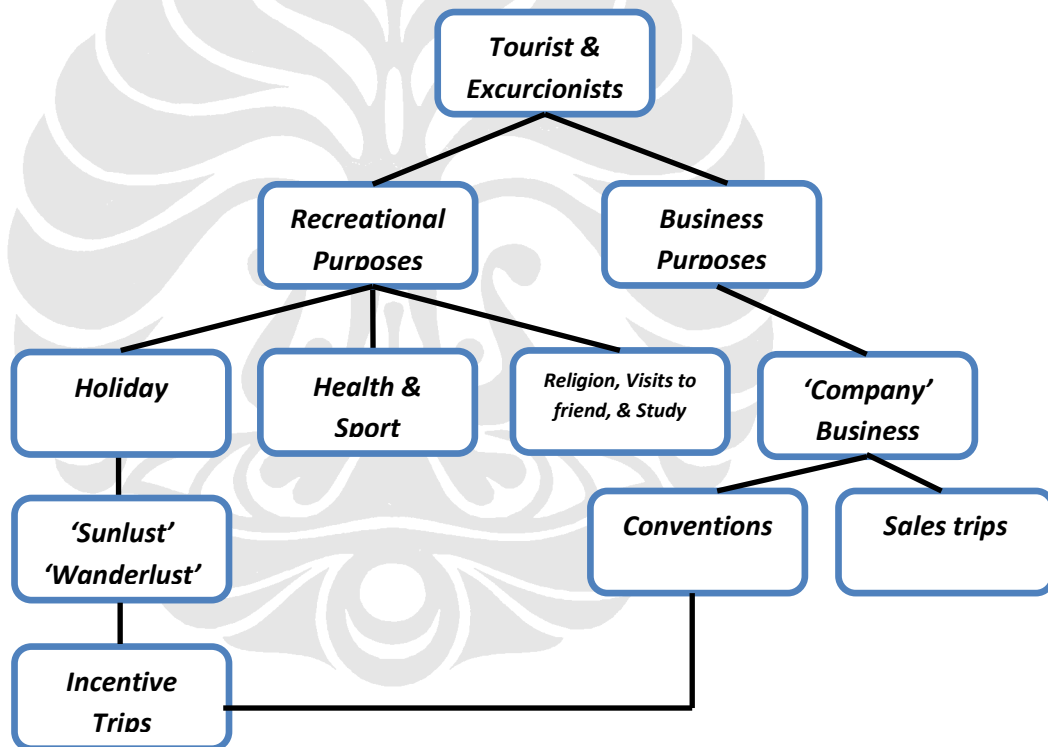 Tourist &
Excurcionists
Recreational
Purposes
Business
Purposes
Holiday
Health &
Sport
Religion, Visits to
friend, & Study
‘Company’
Business
‘Sunlust’
‘Wanderlust’
Conventions
Sales trips
Incentive
Trips